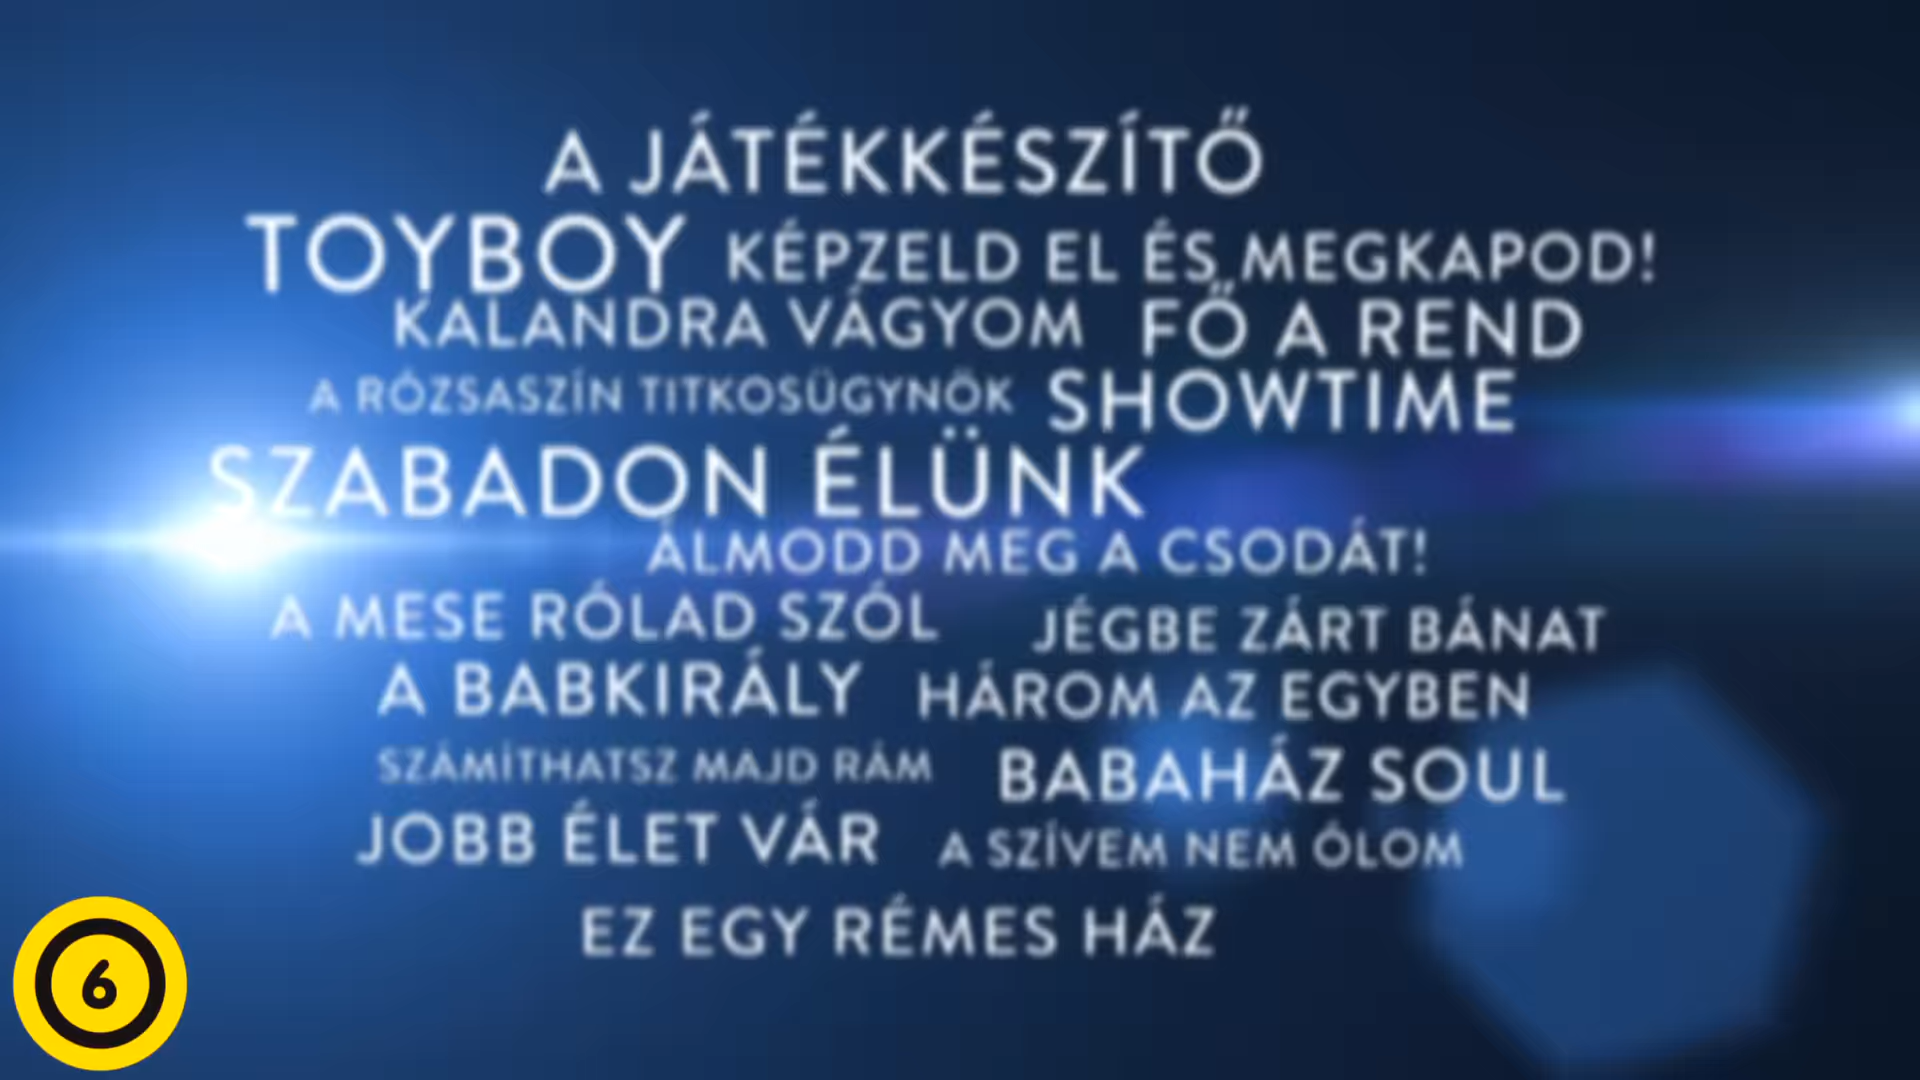 A JÁTÉKKÉSZÍTŐ
TOYBOY KÉPZELD EL ÉS MEGKAPOD!
KALANDRA VÁGYOM FŐ A REND
A RÓZSASZÍN TITKOSÜGYNÖK SHOWTIME
SZABADON ÉLÜNK
ÁLMODD MEG A CSODÁT!
A MESE RÓLAD SZÓL JÉGBE ZÁRT BÁNAT
A BABKIRÁLY HÁROM AZ EGYBEN
SZÁMÍTHATSZ MAJD RÁM BABAHÁZ SOUL
JOBB ÉLET VÁR A SZÍVEM NEM ÓLOM
EZ EGY RÉMES HÁZ
6